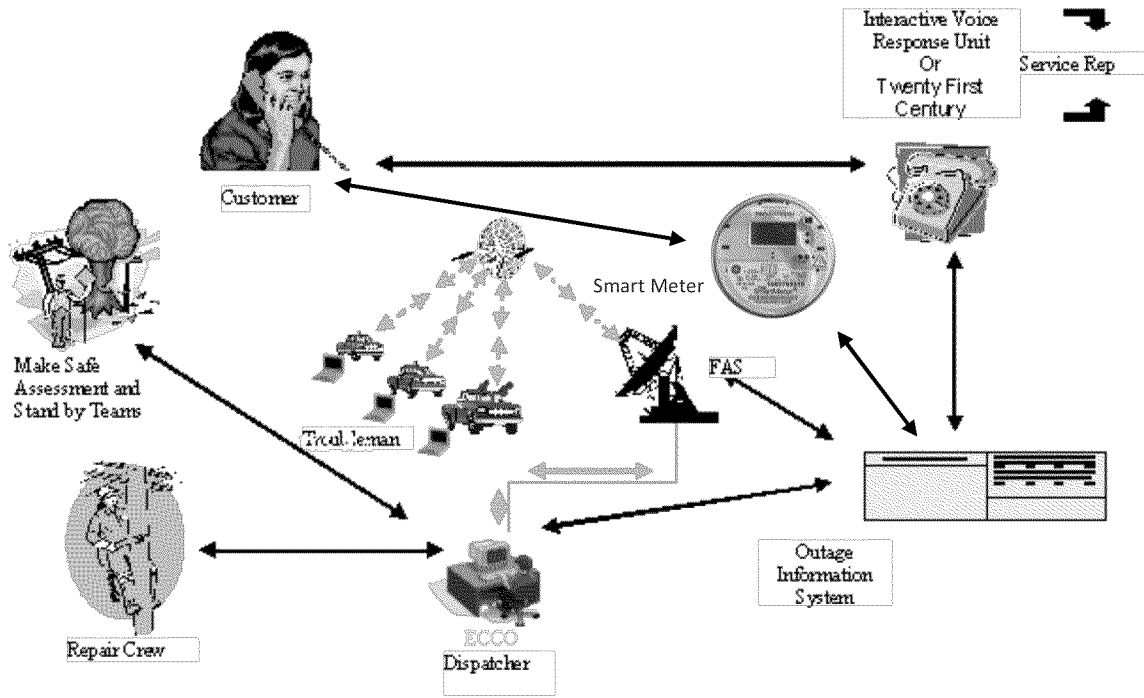 Interactive Voice
Response Unit
Or
Twenty First
Century
Service Rep
Customer
Smart Meter
Make Safe
Assessment and
Stand by Teams
FAS
Outage
Information
System
Repair Crew
ECCO
Dispatcher